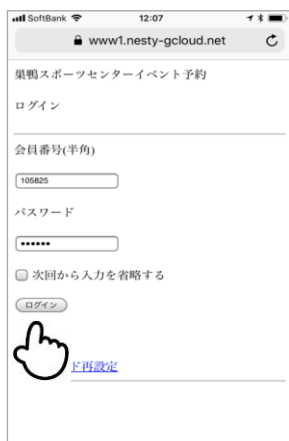 SoftBank 12:07
www1.nesty-gcloud.net
巣鴨スポーツセンターイベント予約
ログイン
会員番号(半角)
105825
パスワード
••••••
次回から入力を省略する
ログイン
ド再設定